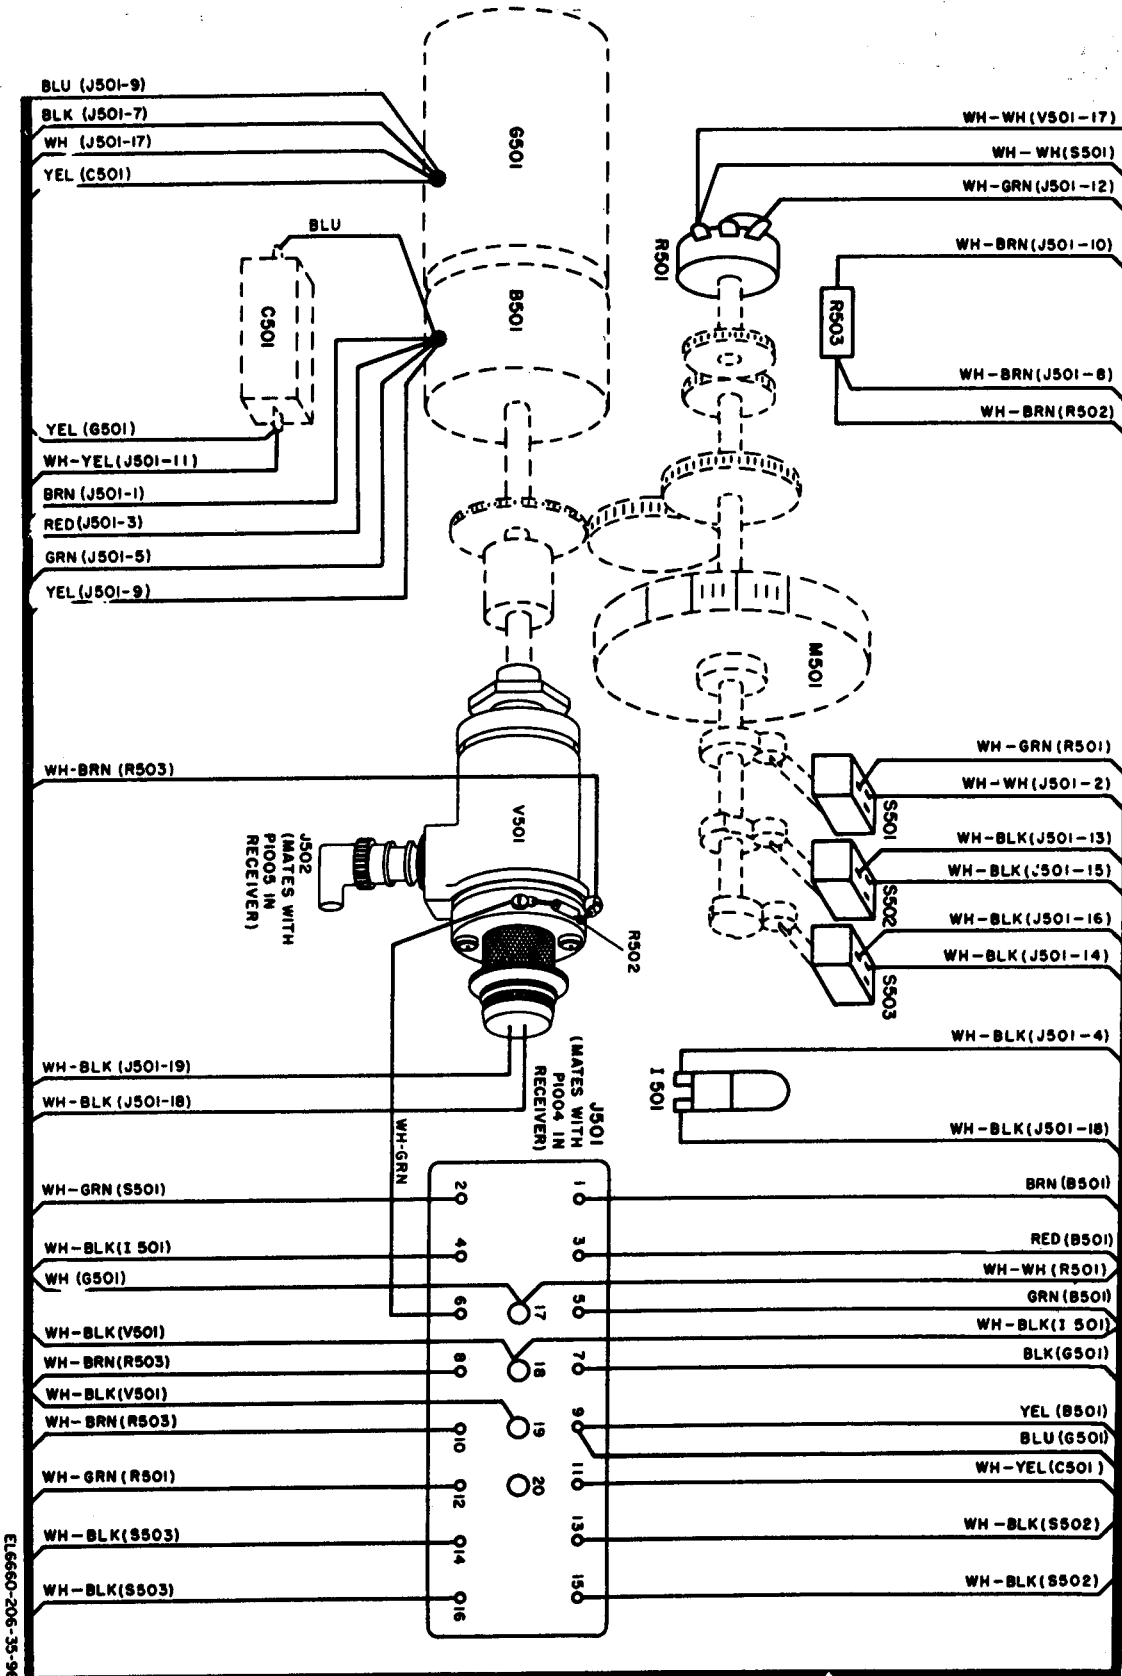 BLU (J501-9)
BLK (J501-7)
WH (J501-17)
YEL (C501)
BLU
C501
YEL (G501)
WH-YEL(J501-11)
BRN (J501-1)
RED(J501-3)
GRN (J501-5)
YEL(J501-9)
G501
B501
WH-WH(V501-17)
WH-WH(S501)
WH-GRN(J501-12)
R501
WH-BRN(J501-10)
R503
WH-BRN(J501-8)
WH-BRN(R502)
M501
WH-GRN(R501)
WH-WH(J501-2)
S501
WH-BLK(J501-13)
WH-BLK(J501-15)
S502
WH-BLK(J501-16)
WH-BLK(J501-14)
S503
WH-BRN (R503)
V501
J502
(MATES WITH
P1005 IN
RECEIVER)
R502
WH-BLK(J501-4)
I 501
WH-BLK(J501-18)
WH-BLK (J501-19)
WH-BLK (J501-18)
WH-GRN
J501
(MATES WITH
P1004 IN
RECEIVER)
WH-GRN(S501)
2
1
BRN(B501)
WH-BLK(I 501)
4
3
RED(B501)
WH (G501)
WH-WH(R501)
6
17
5
GRN(B501)
WH-BLK(V501)
WH-BLK(I 501)
WH-BRN(R503)
8
18
7
BLK(G501)
WH-BLK(V501)
19
9
YEL (B501)
WH-BRN(R503)
10
BLU(G501)
WH-GRN(R501)
12
20
11
WH-YEL(C501)
WH-BLK(S503)
14
13
WH-BLK(S502)
WH-BLK(S503)
16
15
WH-BLK(S502)